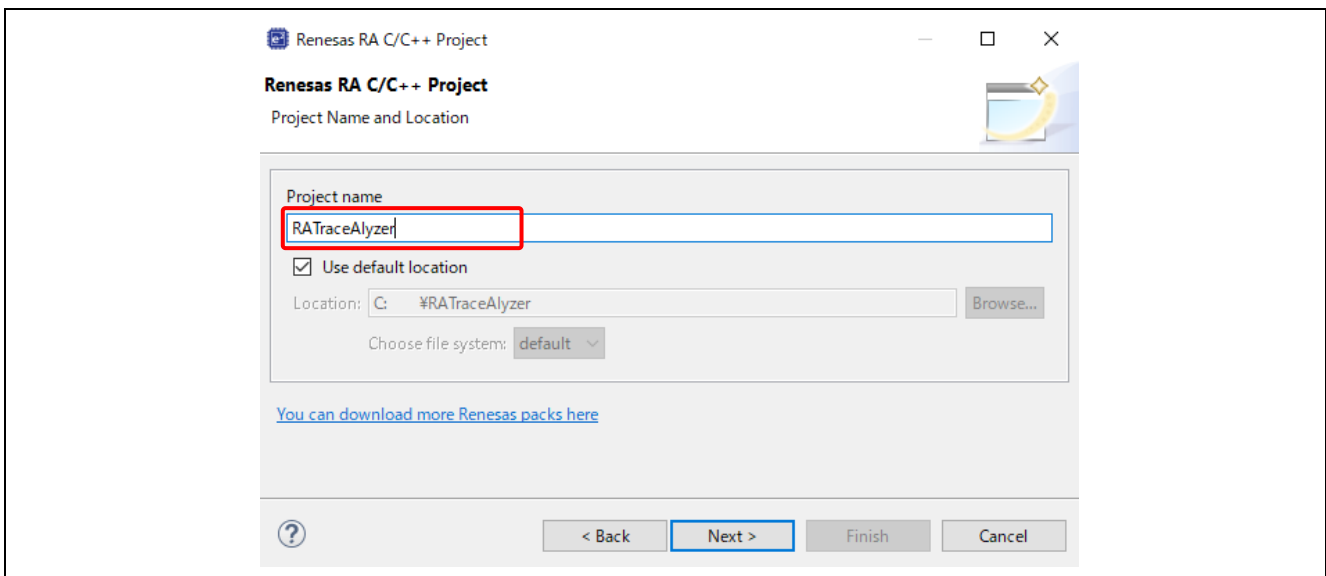 Renesas RA C/C++ Project
Renesas RA C/C++ Project
Project Name and Location
Project name
RATraceAlyzer
Use default location
Location: C: ¥RATraceAlyzer Browse...
Choose file system: default
You can download more Renesas packs here
? < Back Next > Finish Cancel